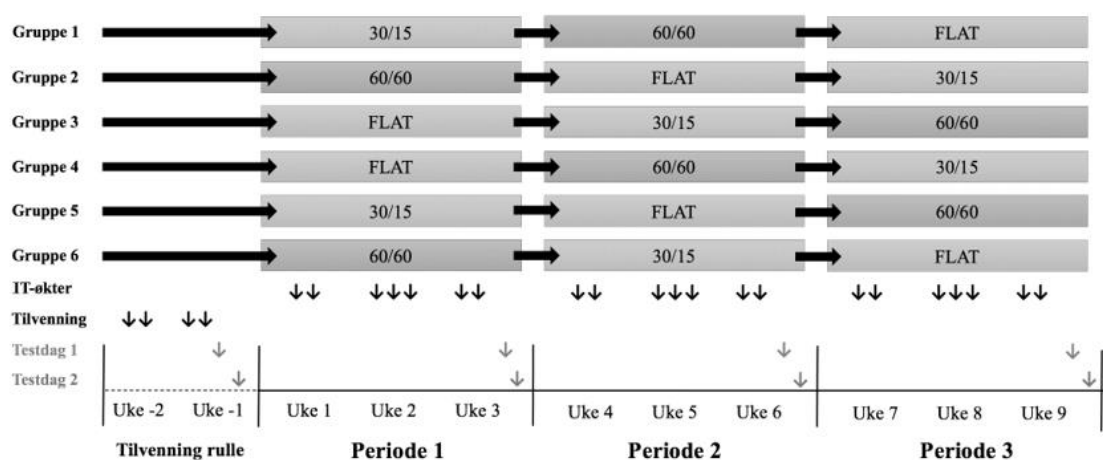 Gruppe 1 30/15 60/60 FLAT
Gruppe 2 60/60 FLAT 30/15
Gruppe 3 FLAT 30/15 60/60
Gruppe 4 FLAT 60/60 30/15
Gruppe 5 30/15 FLAT 60/60
Gruppe 6 60/60 30/15 FLAT
IT-økter
Tilvenning
Testdag 1
Testdag 2
Uke -2 Uke -1 Uke 1 Uke 2 Uke 3 Uke 4 Uke 5 Uke 6 Uke 7 Uke 8 Uke 9
Tilvenning rulle Periode 1 Periode 2 Periode 3